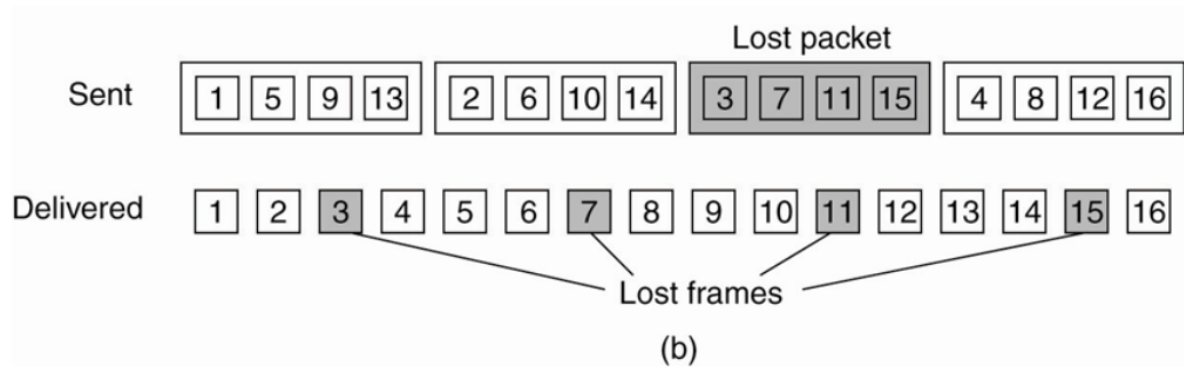 Lost packet
Sent 1 5 9 13 2 6 10 14 3 7 11 15 4 8 12 16
Delivered 1 2 3 4 5 6 7 8 9 10 11 12 13 14 15 16
Lost frames
(b)